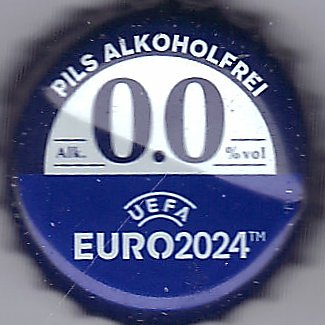 PILS ALKOHOLFREI
Alk. 0.0 %vol
UEFA
EURO2024™